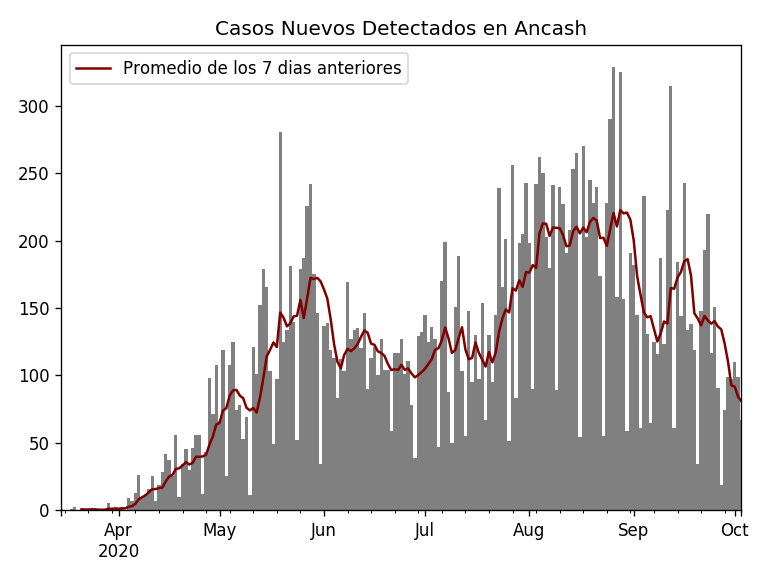 Casos Nuevos Detectados en Ancash
Promedio de los 7 dias anteriores
300
250
200
150
100
50
0
Apr May Jun Jul Aug Sep Oct
2020